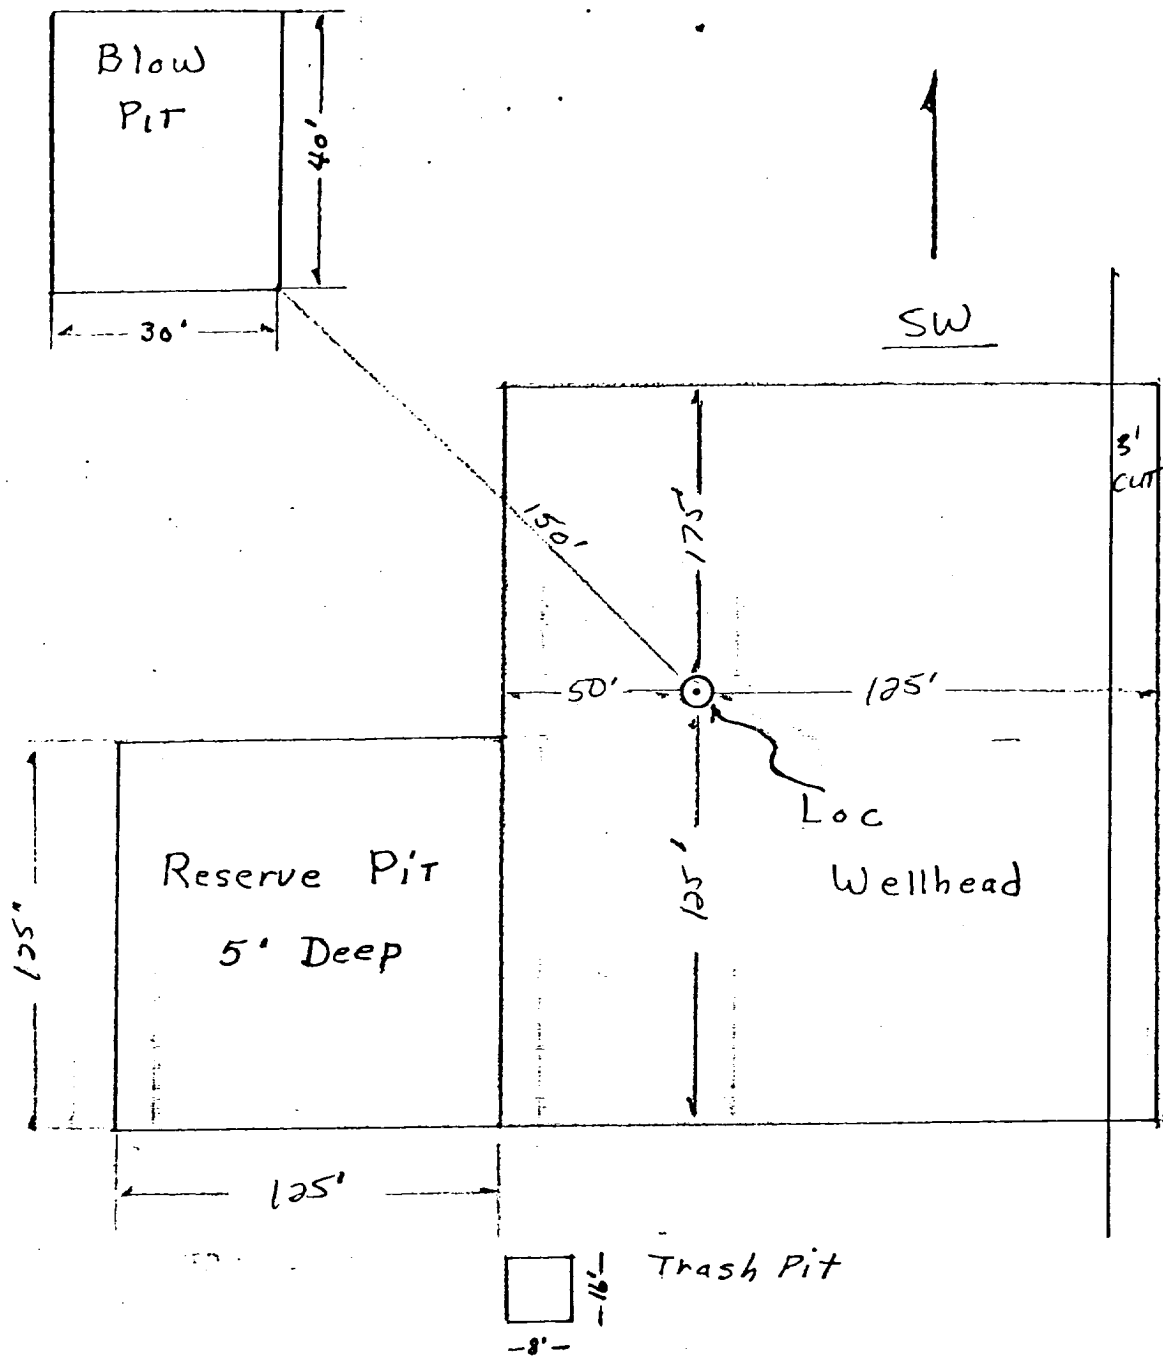 Blow
PIT
40'
30'
SW
3'
CUT
150'
175'
50'
125'
Loc
Wellhead
125'
Reserve PiT
5' Deep
125"
125'
Trash Pit
16'
8'